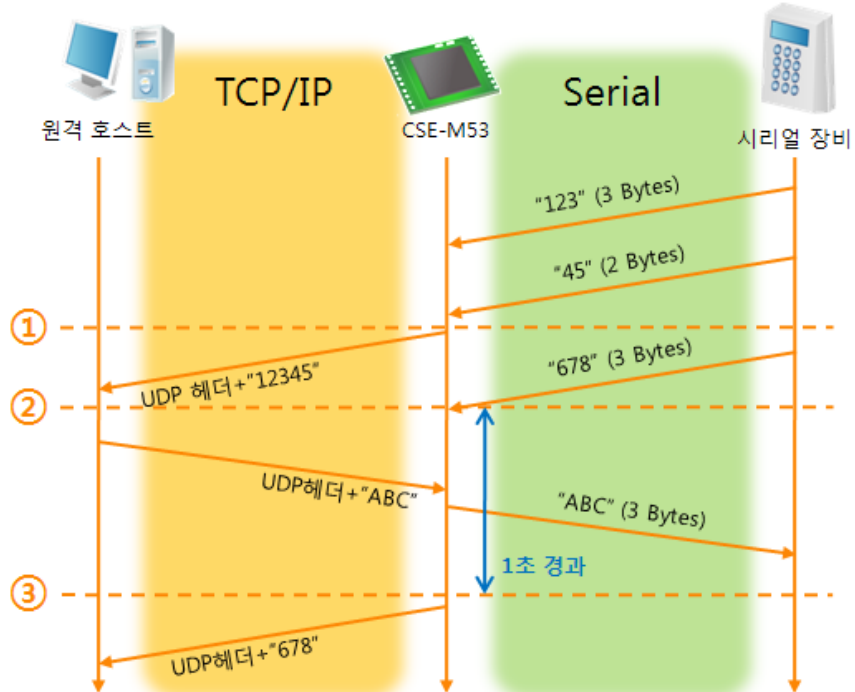 TCP/IP
Serial
원격 호스트
CSE-M53
시리얼 장비
"123" (3 Bytes)
"45" (2 Bytes)
①
"678" (3 Bytes)
UDP 헤더+"12345"
②
UDP헤더+"ABC"
"ABC" (3 Bytes)
1초 경과
③
UDP헤더+"678"